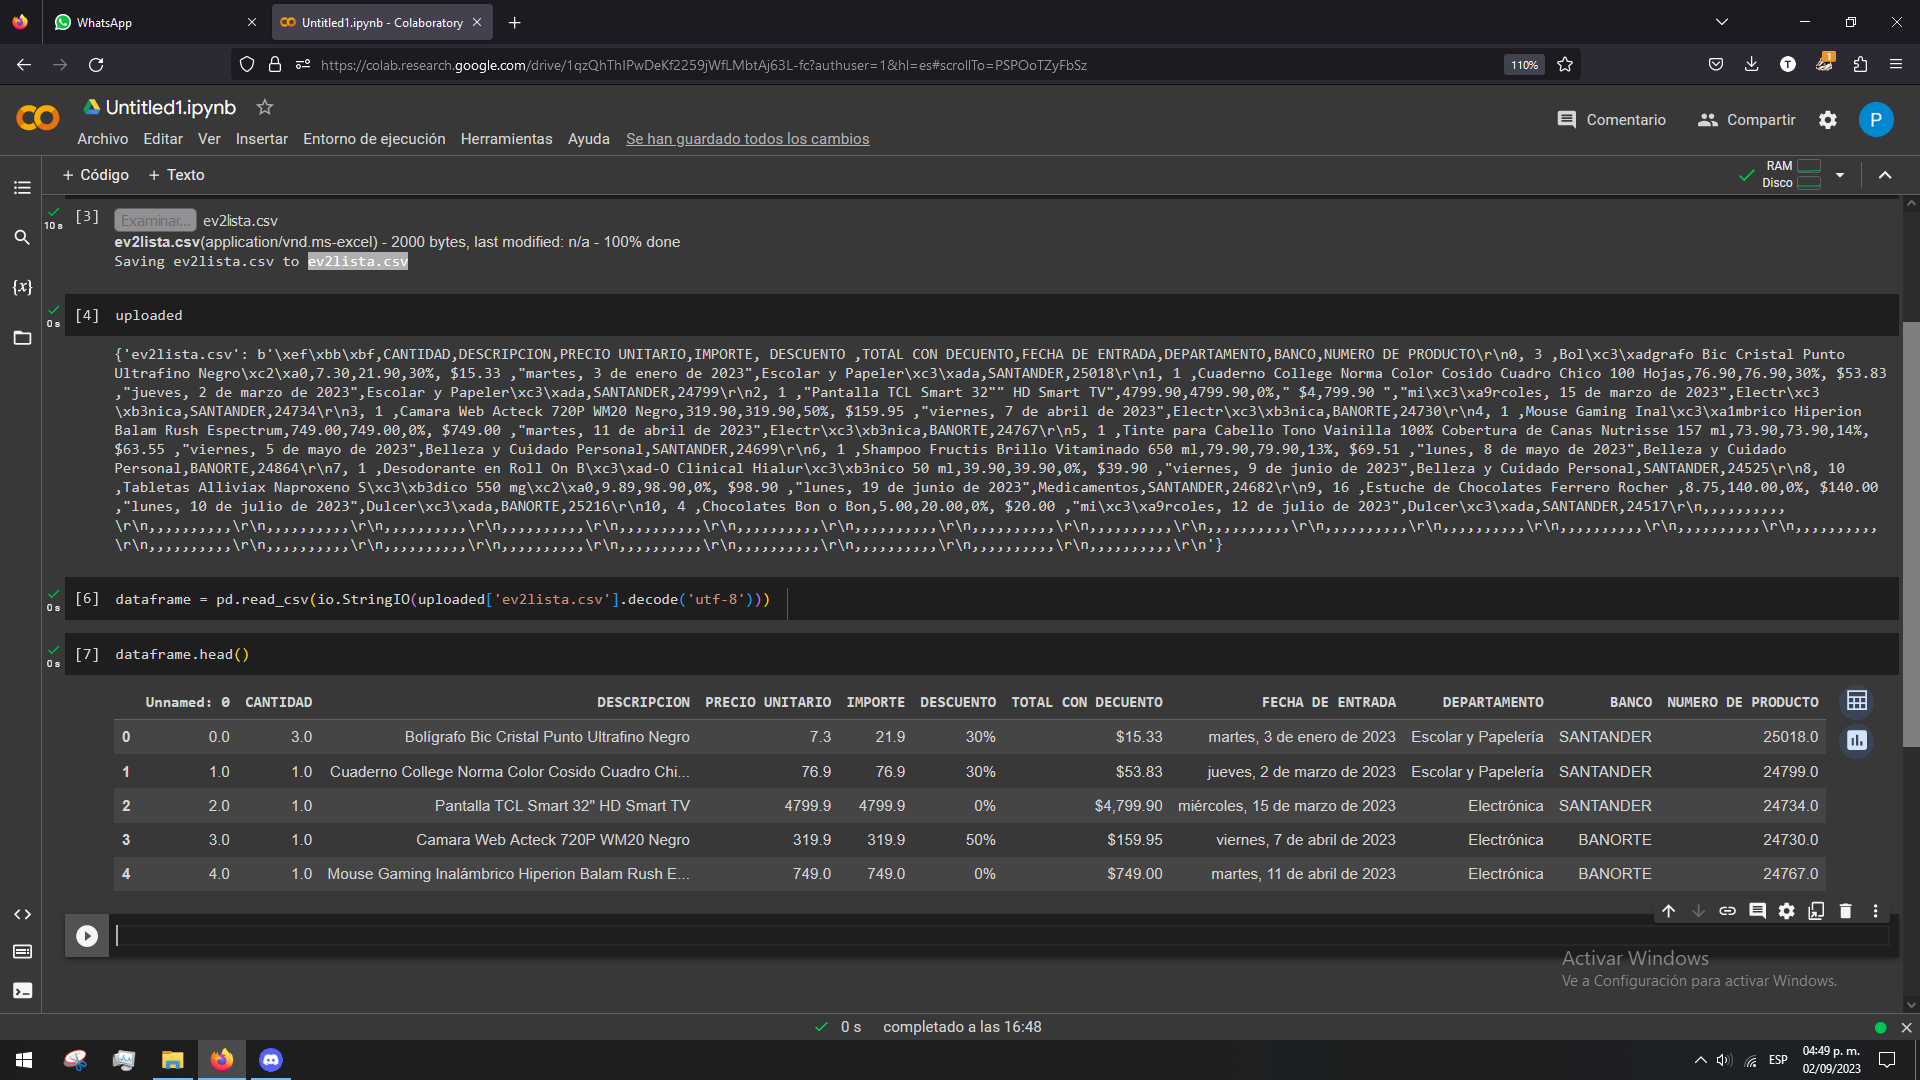 WhatsApp
Untitled1.ipynb - Colaboratory
https://colab.research.google.com/drive/1qzQhThIPwDeKf2259jWfLMbtAj63L-fc?authuser=1&hl=es#scrollTo=PSPOoTZyFbSz
110%
T
1
Untitled1.ipynb
Archivo Editar Ver Insertar Entorno de ejecución Herramientas Ayuda Se han guardado todos los cambios
Comentario Compartir P
+ Código + Texto
RAM
Disco
10 s [3] Examinar... ev2lista.csv
ev2lista.csv(application/vnd.ms-excel) - 2000 bytes, last modified: n/a - 100% done
Saving ev2lista.csv to ev2lista.csv
{x}
0 s [4] uploaded
{'ev2lista.csv': b'\xef\xbb\xbf,CANTIDAD,DESCRIPCION,PRECIO UNITARIO,IMPORTE, DESCUENTO ,TOTAL CON DECUENTO,FECHA DE ENTRADA,DEPARTAMENTO,BANCO,NUMERO DE PRODUCTO\r\n0, 3 ,Bol\xc3\xadgrafo Bic Cristal Punto
Ultrafino Negro\xc2\xa0,7.30,21.90,30%, $15.33 ,"martes, 3 de enero de 2023",Escolar y Papeler\xc3\xada,SANTANDER,25018\r\n1, 1 ,Cuaderno College Norma Color Cosido Cuadro Chico 100 Hojas,76.90,76.90,30%, $53.83
,"jueves, 2 de marzo de 2023",Escolar y Papeler\xc3\xada,SANTANDER,24799\r\n2, 1 ,"Pantalla TCL Smart 32"" HD Smart TV",4799.90,4799.90,0%," $4,799.90 ","mi\xc3\xa9rcoles, 15 de marzo de 2023",Electr\xc3
\xb3nica,SANTANDER,24734\r\n3, 1 ,Camara Web Acteck 720P WM20 Negro,319.90,319.90,50%, $159.95 ,"viernes, 7 de abril de 2023",Electr\xc3\xb3nica,BANORTE,24730\r\n4, 1 ,Mouse Gaming Inal\xc3\xa1mbrico Hiperion
Balam Rush Espectrum,749.00,749.00,0%, $749.00 ,"martes, 11 de abril de 2023",Electr\xc3\xb3nica,BANORTE,24767\r\n5, 1 ,Tinte para Cabello Tono Vainilla 100% Cobertura de Canas Nutrisse 157 ml,73.90,73.90,14%,
$63.55 ,"viernes, 5 de mayo de 2023",Belleza y Cuidado Personal,SANTANDER,24699\r\n6, 1 ,Shampoo Fructis Brillo Vitaminado 650 ml,79.90,79.90,13%, $69.51 ,"lunes, 8 de mayo de 2023",Belleza y Cuidado
Personal,BANORTE,24864\r\n7, 1 ,Desodorante en Roll On B\xc3\xad-O Clinical Hialur\xc3\xb3nico 50 ml,39.90,39.90,0%, $39.90 ,"viernes, 9 de junio de 2023",Belleza y Cuidado Personal,SANTANDER,24525\r\n8, 10
,Tabletas Alliviax Naproxeno S\xc3\xb3dico 550 mg\xc2\xa0,9.89,98.90,0%, $98.90 ,"lunes, 19 de junio de 2023",Medicamentos,SANTANDER,24682\r\n9, 16 ,Estuche de Chocolates Ferrero Rocher ,8.75,140.00,0%, $140.00
,"lunes, 10 de julio de 2023",Dulcer\xc3\xada,BANORTE,25216\r\n10, 4 ,Chocolates Bon o Bon,5.00,20.00,0%, $20.00 ,"mi\xc3\xa9rcoles, 12 de julio de 2023",Dulcer\xc3\xada,SANTANDER,24517\r\n,,,,,,,,,,
\r\n,,,,,,,,,,\r\n,,,,,,,,,,\r\n,,,,,,,,,,\r\n,,,,,,,,,,\r\n,,,,,,,,,,\r\n,,,,,,,,,,\r\n,,,,,,,,,,\r\n,,,,,,,,,,\r\n,,,,,,,,,,\r\n,,,,,,,,,,\r\n,,,,,,,,,,\r\n,,,,,,,,,,\r\n,,,,,,,,,,\r\n,,,,,,,,,,\r\n,,,,,,,,,,
\r\n,,,,,,,,,,\r\n,,,,,,,,,,\r\n,,,,,,,,,,\r\n,,,,,,,,,,\r\n,,,,,,,,,,\r\n,,,,,,,,,,\r\n,,,,,,,,,,\r\n,,,,,,,,,,\r\n,,,,,,,,,,\r\n'}
0 s [6] dataframe = pd.read_csv(io.StringIO(uploaded['ev2lista.csv'].decode('utf-8')))
0 s [7] dataframe.head()
Unnamed: 0 CANTIDAD DESCRIPCION PRECIO UNITARIO IMPORTE DESCUENTO TOTAL CON DECUENTO FECHA DE ENTRADA DEPARTAMENTO BANCO NUMERO DE PRODUCTO
0 0.0 3.0 Bolígrafo Bic Cristal Punto Ultrafino Negro 7.3 21.9 30% $15.33 martes, 3 de enero de 2023 Escolar y Papelería SANTANDER 25018.0
1 1.0 1.0 Cuaderno College Norma Color Cosido Cuadro Chi... 76.9 76.9 30% $53.83 jueves, 2 de marzo de 2023 Escolar y Papelería SANTANDER 24799.0
2 2.0 1.0 Pantalla TCL Smart 32" HD Smart TV 4799.9 4799.9 0% $4,799.90 miércoles, 15 de marzo de 2023 Electrónica SANTANDER 24734.0
3 3.0 1.0 Camara Web Acteck 720P WM20 Negro 319.9 319.9 50% $159.95 viernes, 7 de abril de 2023 Electrónica BANORTE 24730.0
4 4.0 1.0 Mouse Gaming Inalámbrico Hiperion Balam Rush E... 749.0 749.0 0% $749.00 martes, 11 de abril de 2023 Electrónica BANORTE 24767.0
Activar Windows
Ve a Configuración para activar Windows.
0 s completado a las 16:48
ESP
04:49 p. m.
02/09/2023